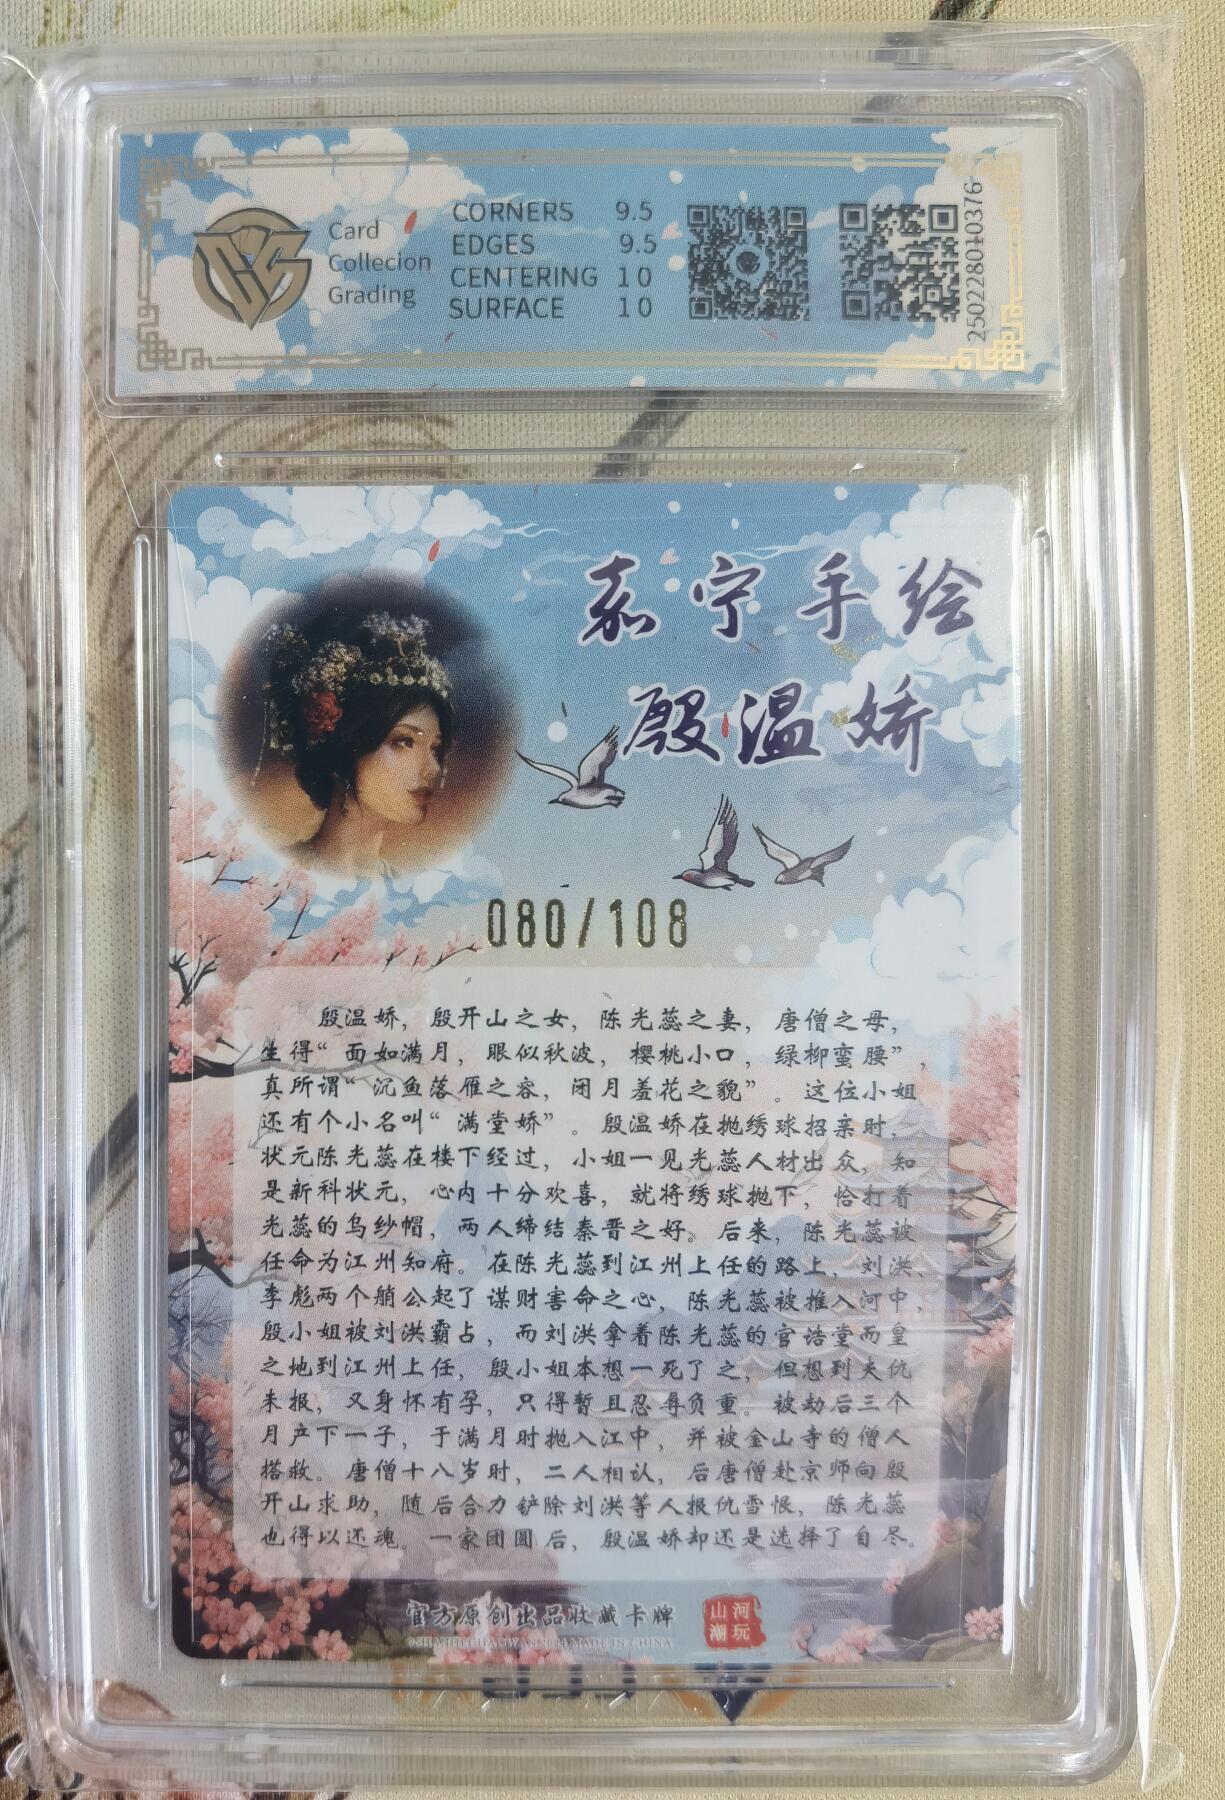 Card
Collecion
Grading
CORNERS 9.5
EDGES 9.5
CENTERING 10
SURFACE 10
250228010376
嘉宁手绘
殷温娇
080/108
殷温娇，殷开山之女，陈光蕊之妻，唐僧之母，
生得“面如满月，眼似秋波，樱桃小口，绿柳蛮腰”，
真所谓“沉鱼落雁之容，闭月羞花之貌”。这位小姐
还有个小名叫“满堂娇”。殷温娇在抛绣球招亲时，
状元陈光蕊在楼下经过，小姐一见光蕊人材出众，知
是新科状元，心内十分欢喜，就将绣球抛下，恰打着
光蕊的乌纱帽，两人缔结秦晋之好。后来，陈光蕊被
任命为江州知府。在陈光蕊到江州上任的路上，刘洪、
李彪两个艄公起了谋财害命之心，陈光蕊被推入河中，
殷小姐被刘洪霸占，而刘洪拿着陈光蕊的官诰堂而皇
之地到江州上任，殷小姐本想一死了之，但想到夫仇
未报，又身怀有孕，只得暂且忍辱负重。被劫后三个
月产下一子，于满月时抛入江中，并被金山寺的僧人
搭救。唐僧十八岁时，二人相认，后唐僧赴京师向殷
开山求助，随后合力铲除刘洪等人报仇雪恨，陈光蕊
也得以还魂。一家团圆后，殷温娇却还是选择了自尽。
官方原创出品收藏卡牌
MADE IN CHINA
山河
潮玩